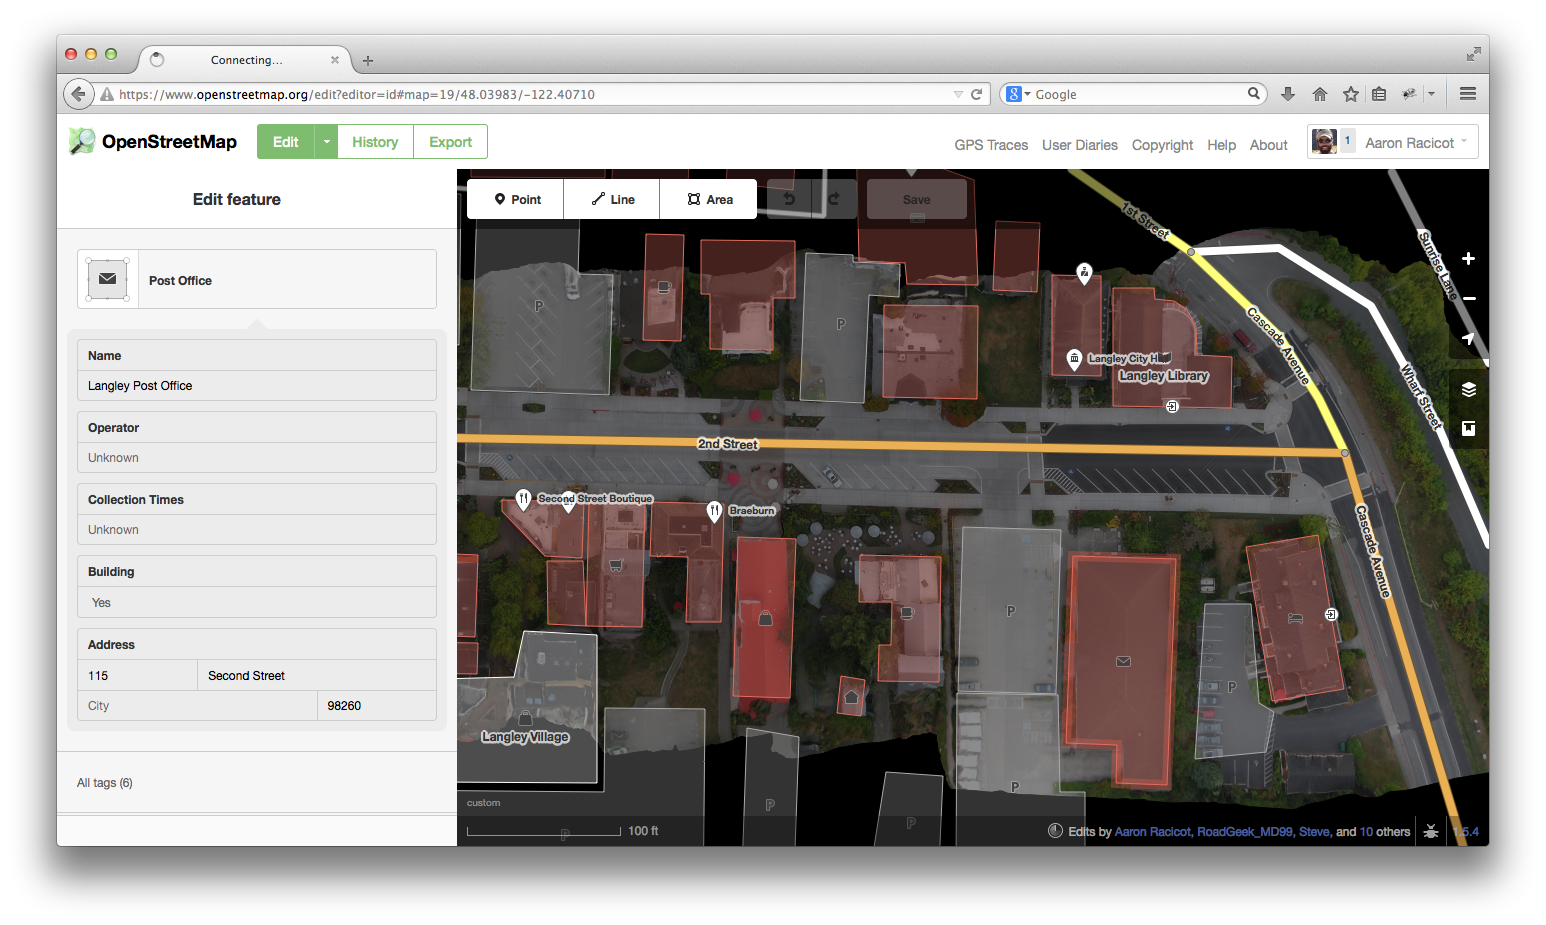 Connecting...
https://www.openstreetmap.org/edit?editor=id#map=19/48.03983/-122.40710
8
Google
OpenStreetMap
Edit
History
Export
GPS Traces
User Diaries
Copyright
Help
About
1
Aaron Racicot
Edit feature
Post Office
Name
Langley Post Office
Operator
Unknown
Collection Times
Unknown
Building
Yes
Address
115
Second Street
City
98260
All tags (6)
Point
Line
Area
Save
1st Street
Sunrise Lane
P
P
Cascade Avenue
Langley City H
Langley Library
Wharf Street
2nd Street
Second Street Boutique
Braeburn
Cascade Avenue
P
P
Langley Village
P
P
P
P
custom
100 ft
Edits by Aaron Racicot, RoadGeek_MD99, Steve, and 10 others
1.5.4